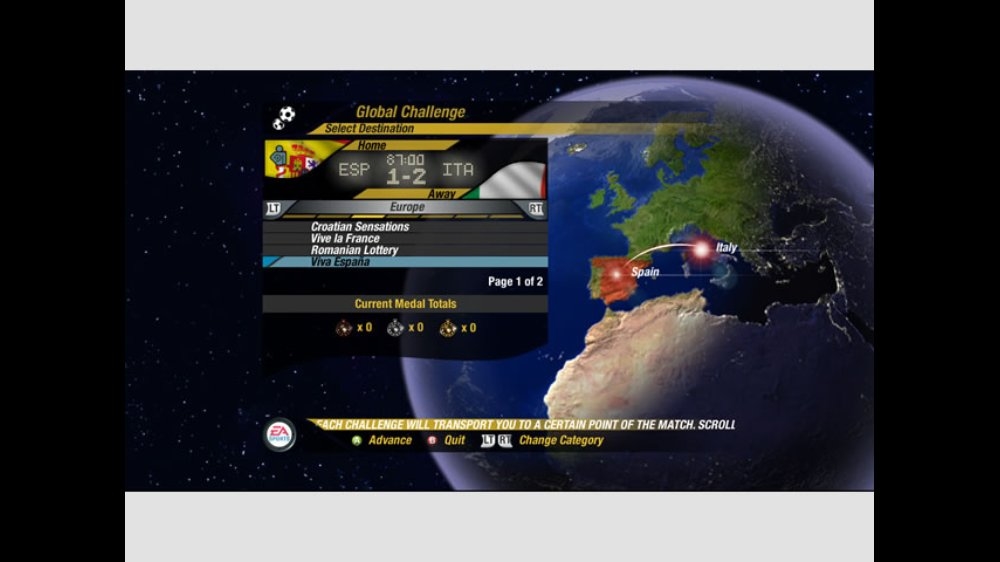 Global Challenge
Select Destination
Home
ESP 87:00 1-2 ITA
Away
LT Europe RT
Croatian Sensations
Vive la France
Romanian Lottery
Viva España
Page 1 of 2
Current Medal Totals
x 0 x 0 x 0
Italy
Spain
EACH CHALLENGE WILL TRANSPORT YOU TO A CERTAIN POINT OF THE MATCH. SCROLL
EA SPORTS
A Advance B Quit LT RT Change Category